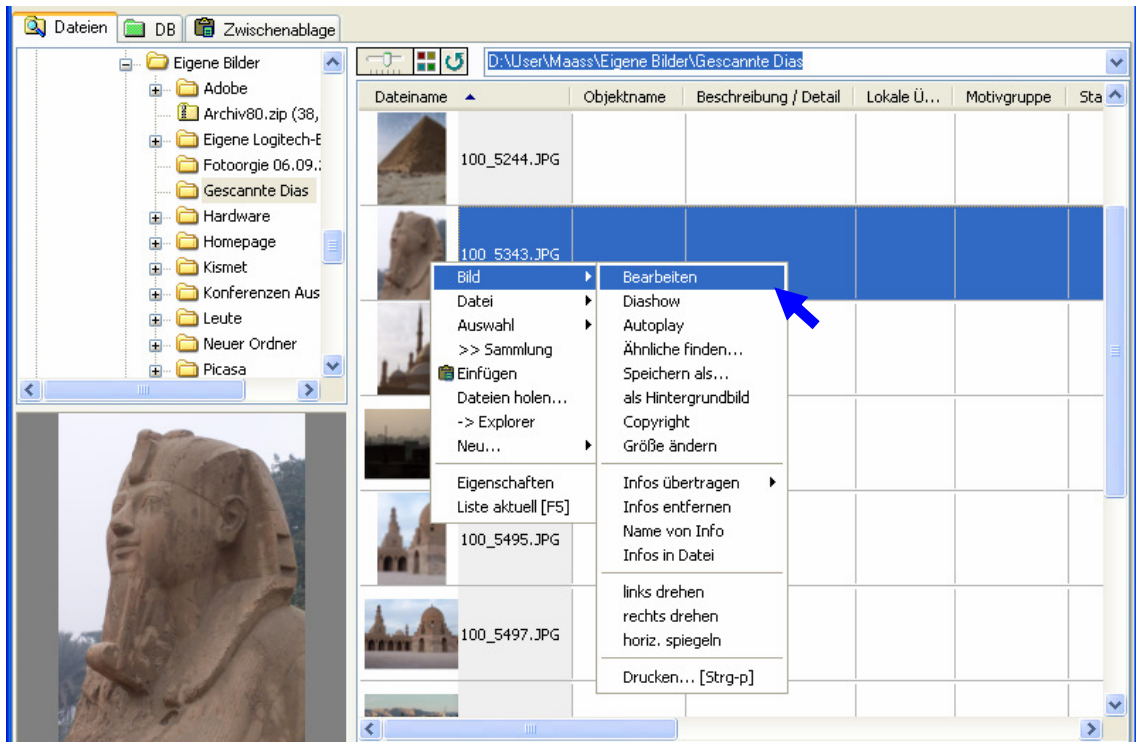 Dateien DB Zwischenablage
Eigene Bilder
Adobe
Archiv80.zip (38,
Eigene Logitech-E
Fotoorgie 06.09.:
Gescannte Dias
Hardware
Homepage
Kismet
Konferenzen Aus
Leute
Neuer Ordner
Picasa
D:\User\Maass\Eigene Bilder\Gescannte Dias
Dateiname Objektname Beschreibung / Detail Lokale Ü... Motivgruppe Sta
100_5244.JPG
100_5343.JPG
100_5495.JPG
100_5497.JPG
Bild
Datei
Auswahl
>> Sammlung
Einfügen
Dateien holen...
-> Explorer
Neu...
Eigenschaften
Liste aktuell [F5]
Bearbeiten
Diashow
Autoplay
Ähnliche finden...
Speichern als...
als Hintergrundbild
Copyright
Größe ändern
Infos übertragen
Infos entfernen
Name von Info
Infos in Datei
links drehen
rechts drehen
horiz. spiegeln
Drucken... [Strg-p]